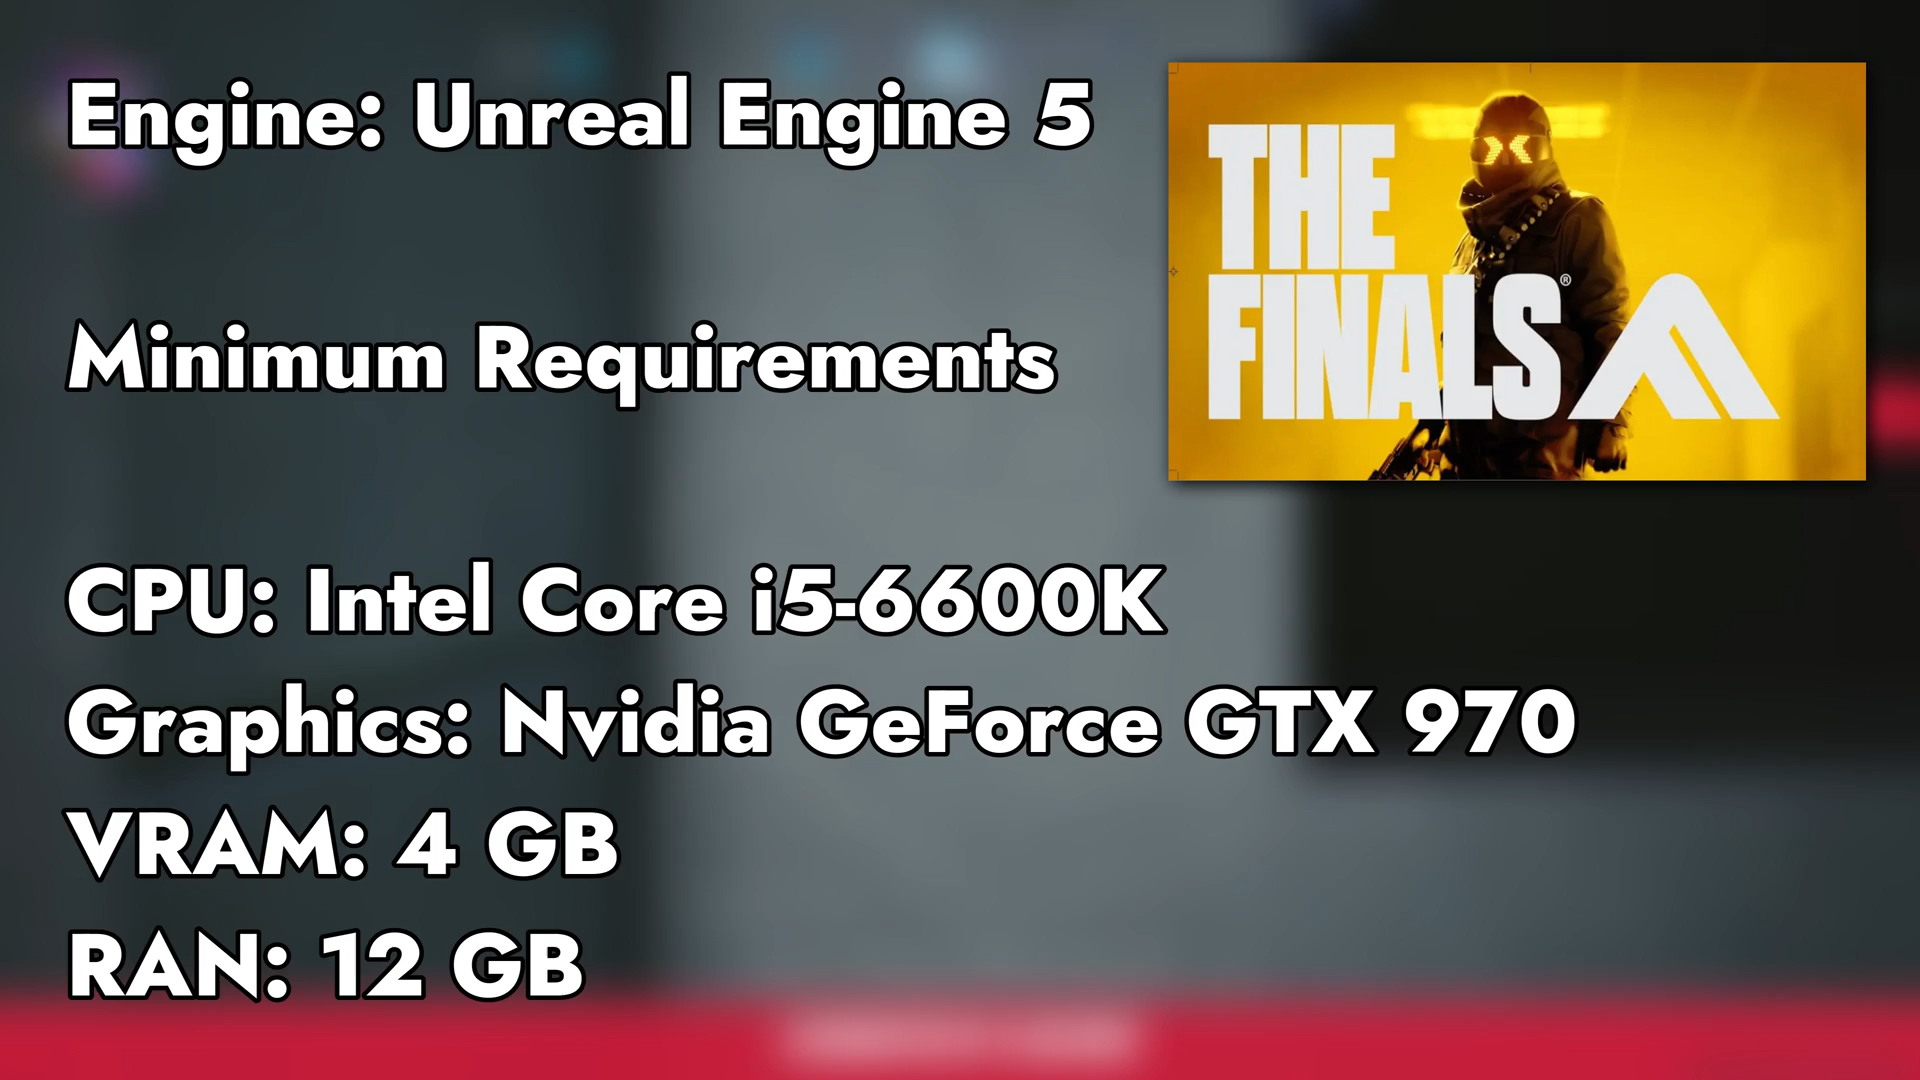 Engine: Unreal Engine 5
THE
FINALS®
Minimum Requirements
CPU: Intel Core i5-6600K
Graphics: Nvidia GeForce GTX 970
VRAM: 4 GB
RAN: 12 GB